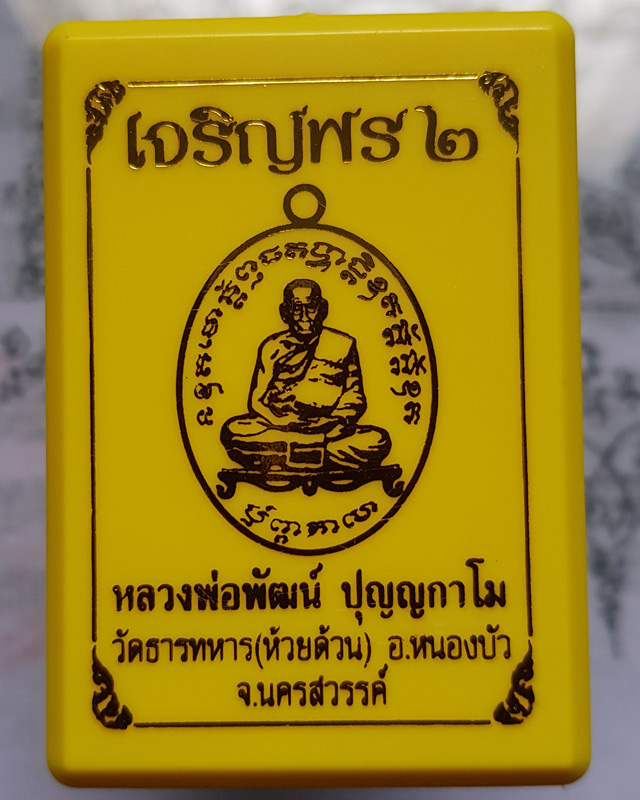 เจริญพร ๒
หลวงพ่อพัฒน์ ปุญญกาโม
วัดธารทหาร(ห้วยด้วน) อ.หนองบัว
จ.นครสวรรค์